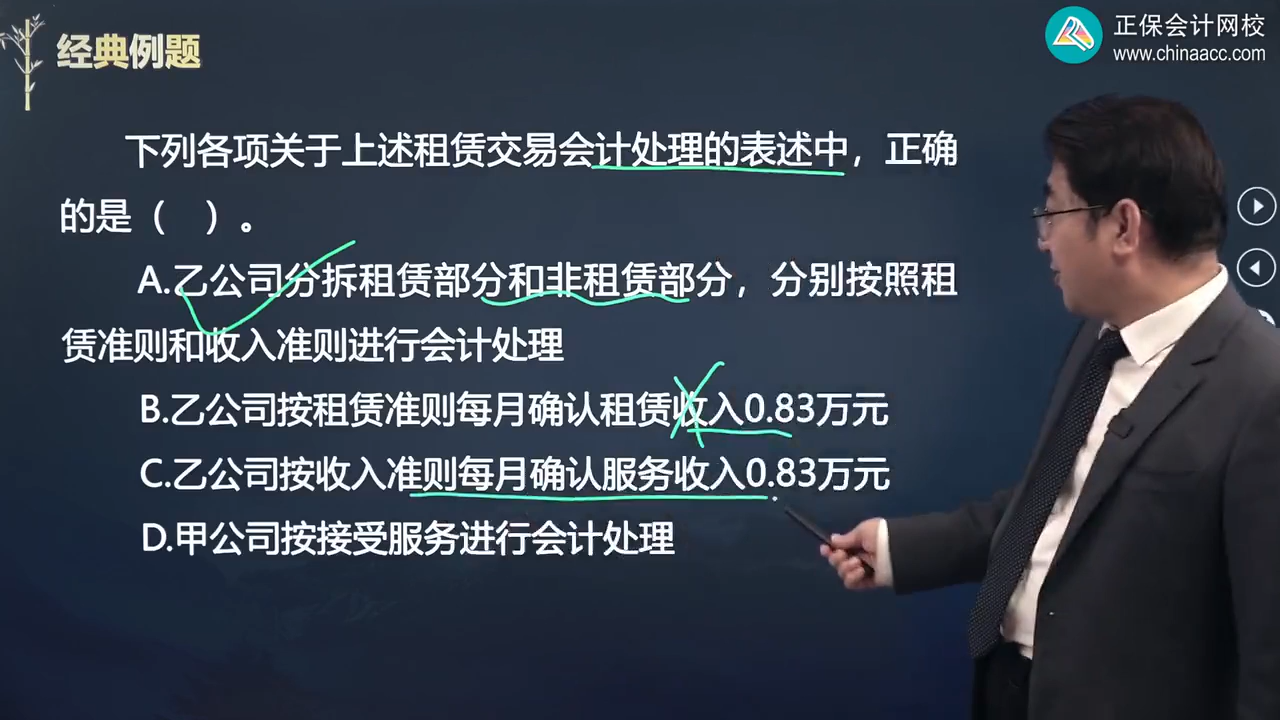 经典例题
正保会计网校
www.chinaacc.com
下列各项关于上述租赁交易会计处理的表述中，正确
的是（ ）。
A.乙公司分拆租赁部分和非租赁部分，分别按照租
赁准则和收入准则进行会计处理
B.乙公司按租赁准则每月确认租赁收入0.83万元
C.乙公司按收入准则每月确认服务收入0.83万元
D.甲公司按接受服务进行会计处理